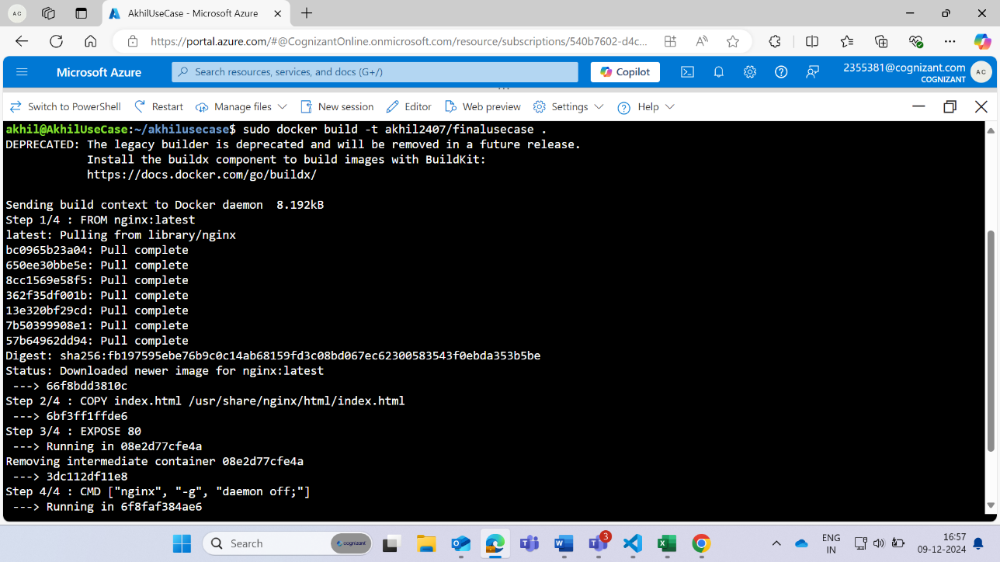 AC
AkhilUseCase - Microsoft Azure
https://portal.azure.com/#@CognizantOnline.onmicrosoft.com/resource/subscriptions/540b7602-d4c...
Microsoft Azure
Search resources, services, and docs (G+/)
Copilot
2355381@cognizant.com
COGNIZANT
AC
Switch to PowerShell
Restart
Manage files
New session
Editor
Web preview
Settings
Help
akhil@AkhilUseCase:~/akhilusecase$ sudo docker build -t akhil2407/finalusecase .
DEPRECATED: The legacy builder is deprecated and will be removed in a future release.
Install the buildx component to build images with BuildKit:
https://docs.docker.com/go/buildx/
Sending build context to Docker daemon  8.192kB
Step 1/4 : FROM nginx:latest
latest: Pulling from library/nginx
bc0965b23a04: Pull complete
650ee30bbe5e: Pull complete
8cc1569e58f5: Pull complete
362f35df001b: Pull complete
13e320bf29cd: Pull complete
7b50399908e1: Pull complete
57b64962dd94: Pull complete
Digest: sha256:fb197595ebe76b9c0c14ab68159fd3c08bd067ec62300583543f0ebda353b5be
Status: Downloaded newer image for nginx:latest
 ---> 66f8bdd3810c
Step 2/4 : COPY index.html /usr/share/nginx/html/index.html
 ---> 6bf3ff1ffde6
Step 3/4 : EXPOSE 80
 ---> Running in 08e2d77cfe4a
Removing intermediate container 08e2d77cfe4a
 ---> 3dc112df11e8
Step 4/4 : CMD ["nginx", "-g", "daemon off;"]
 ---> Running in 6f8faf384ae6
Search
cognizant
3
ENG
IN
16:57
09-12-2024